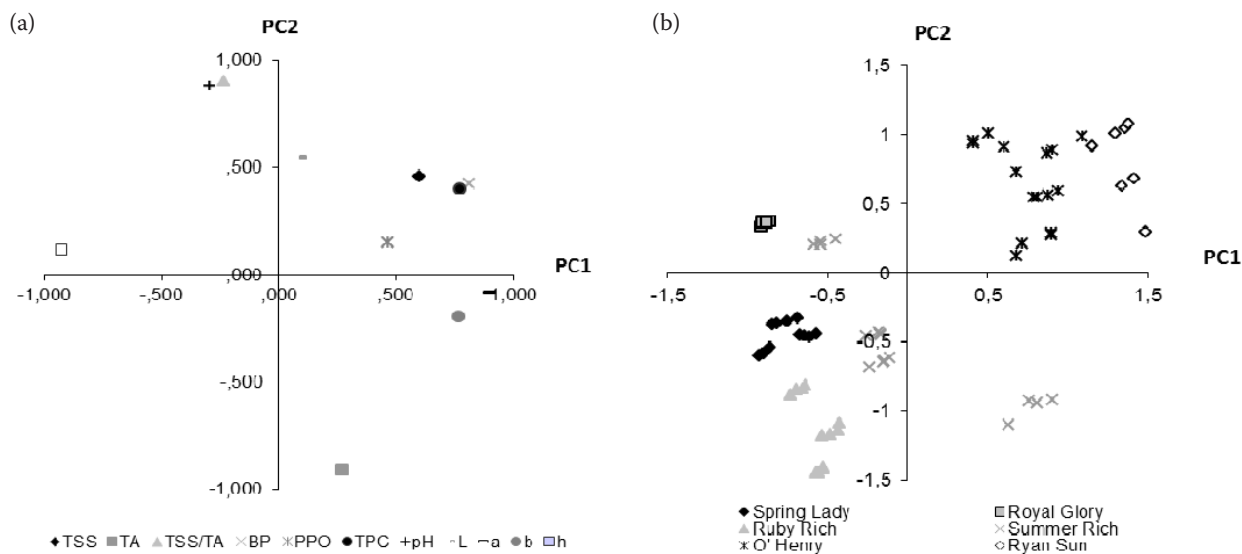 (a)
PC2
1,000
,500
,000
-1,000 -,500 ,000 ,500 1,000
PC1
-,500
-1,000
◆TSS ■TA ▲TSS/TA ×BP ЖPPO ●TPC +pH -L −a ●b ■h
(b)
PC2
1,5
1
0,5
0
-1,5 -0,5 0,5 1,5
PC1
-0,5
-1
-1,5
Spring Lady Royal Glory
Ruby Rich Summer Rich
O' Henry Ryan Sun